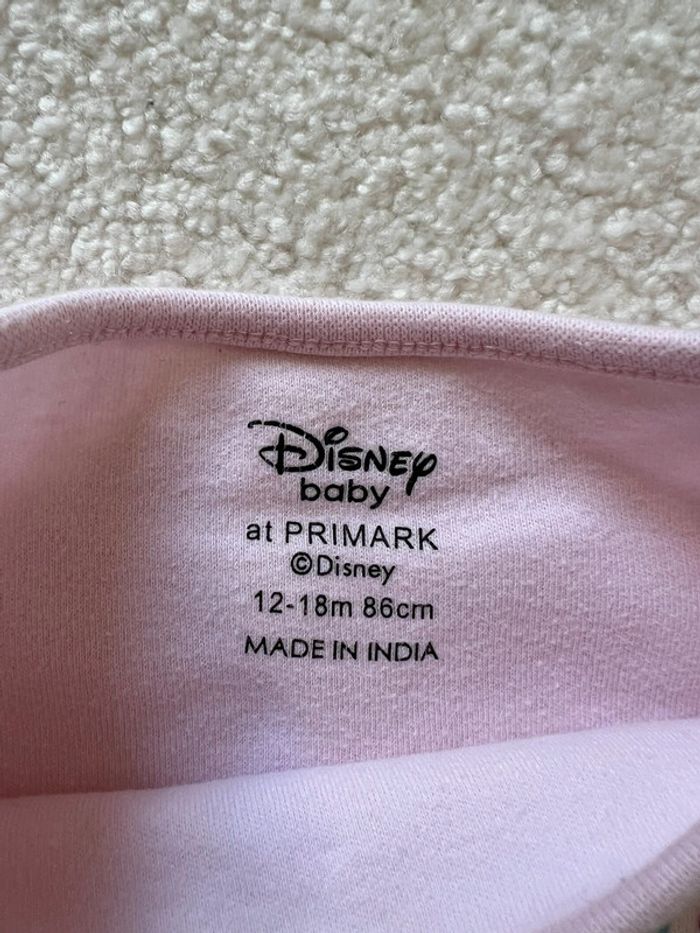 Disney
baby
at PRIMARK
©Disney
12-18m 86cm
MADE IN INDIA